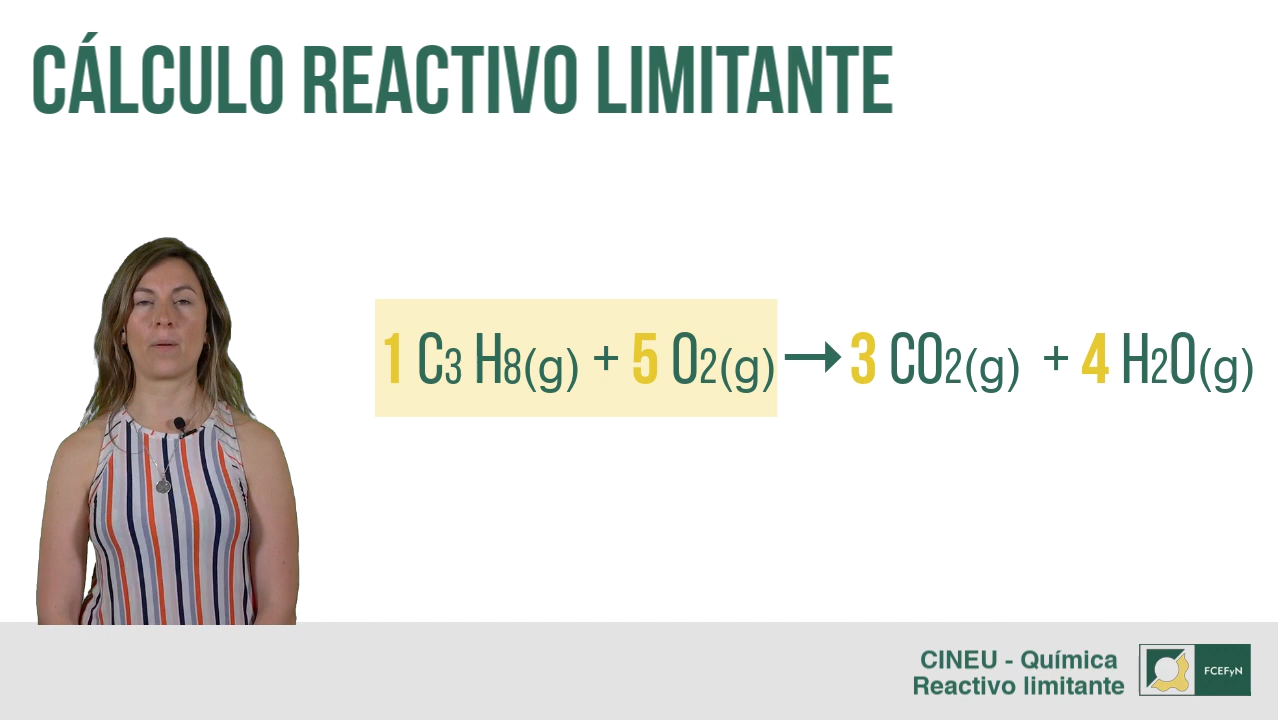 CÁLCULO REACTIVO LIMITANTE
1 C3 H8(g) + 5 O2(g) → 3 CO2(g) + 4 H2O(g)
CINEU - Química
Reactivo limitante
FCEFyN